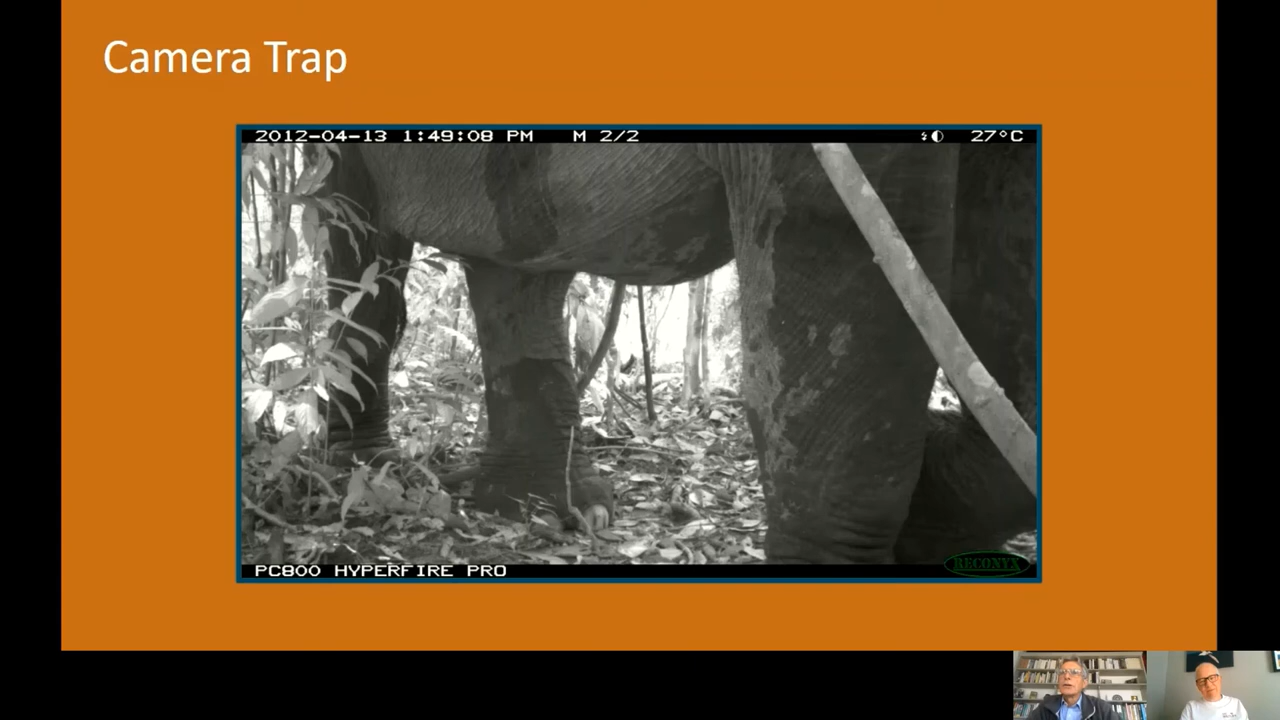 Camera Trap
2012-04-13 1:49:08 PM M 2/2 27°C
PC800 HYPERFIRE PRO
RECONYX